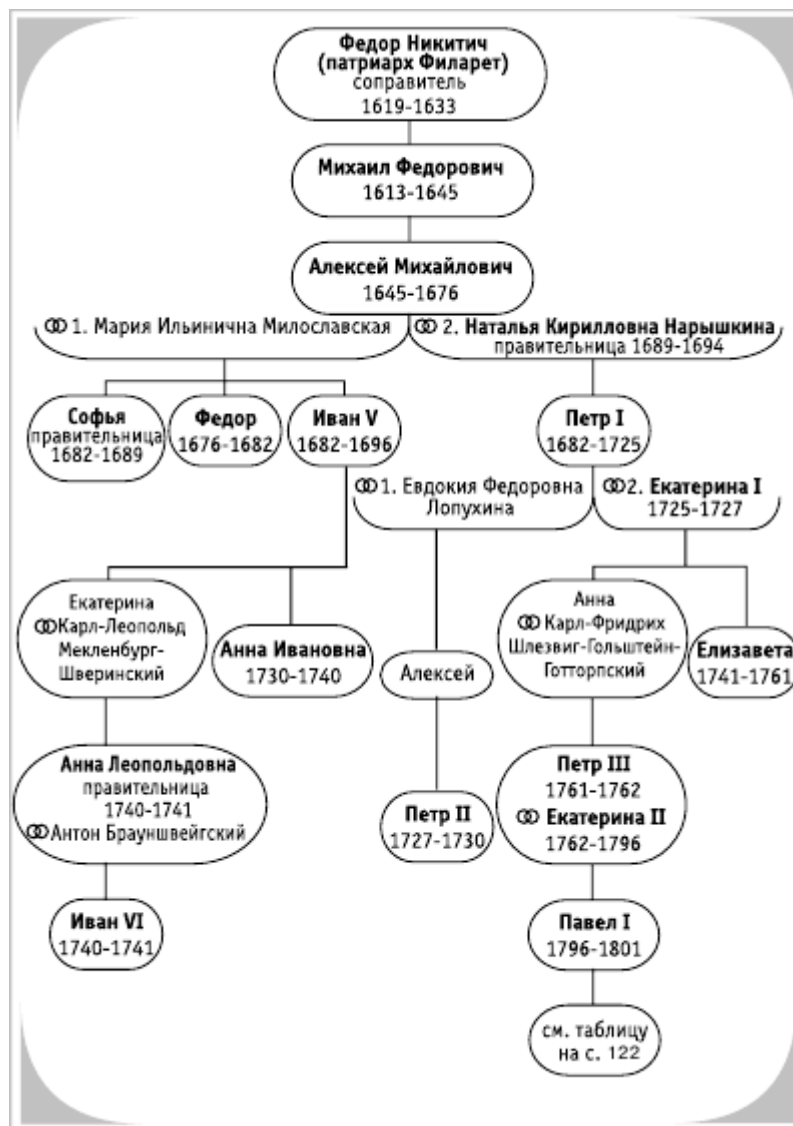 Федор Никитич
(патриарх Филарет)
соправитель
1619-1633
Михаил Федорович
1613-1645
Алексей Михайлович
1645-1676
1. Мария Ильинична Милославская
2. Наталья Кирилловна Нарышкина
правительница 1689-1694
Софья
правительница
1682-1689
Федор
1676-1682
Иван V
1682-1696
Петр I
1682-1725
1. Евдокия Федоровна
Лопухина
2. Екатерина I
1725-1727
Екатерина
Карл-Леопольд
Мекленбург-
Шверинский
Анна Ивановна
1730-1740
Алексей
Анна
Карл-Фридрих
Шлезвиг-Гольштейн-
Готторпский
Елизавета
1741-1761
Анна Леопольдовна
правительница
1740-1741
Антон Брауншвейгский
Петр II
1727-1730
Петр III
1761-1762
Екатерина II
1762-1796
Иван VI
1740-1741
Павел I
1796-1801
см. таблицу
на с. 122